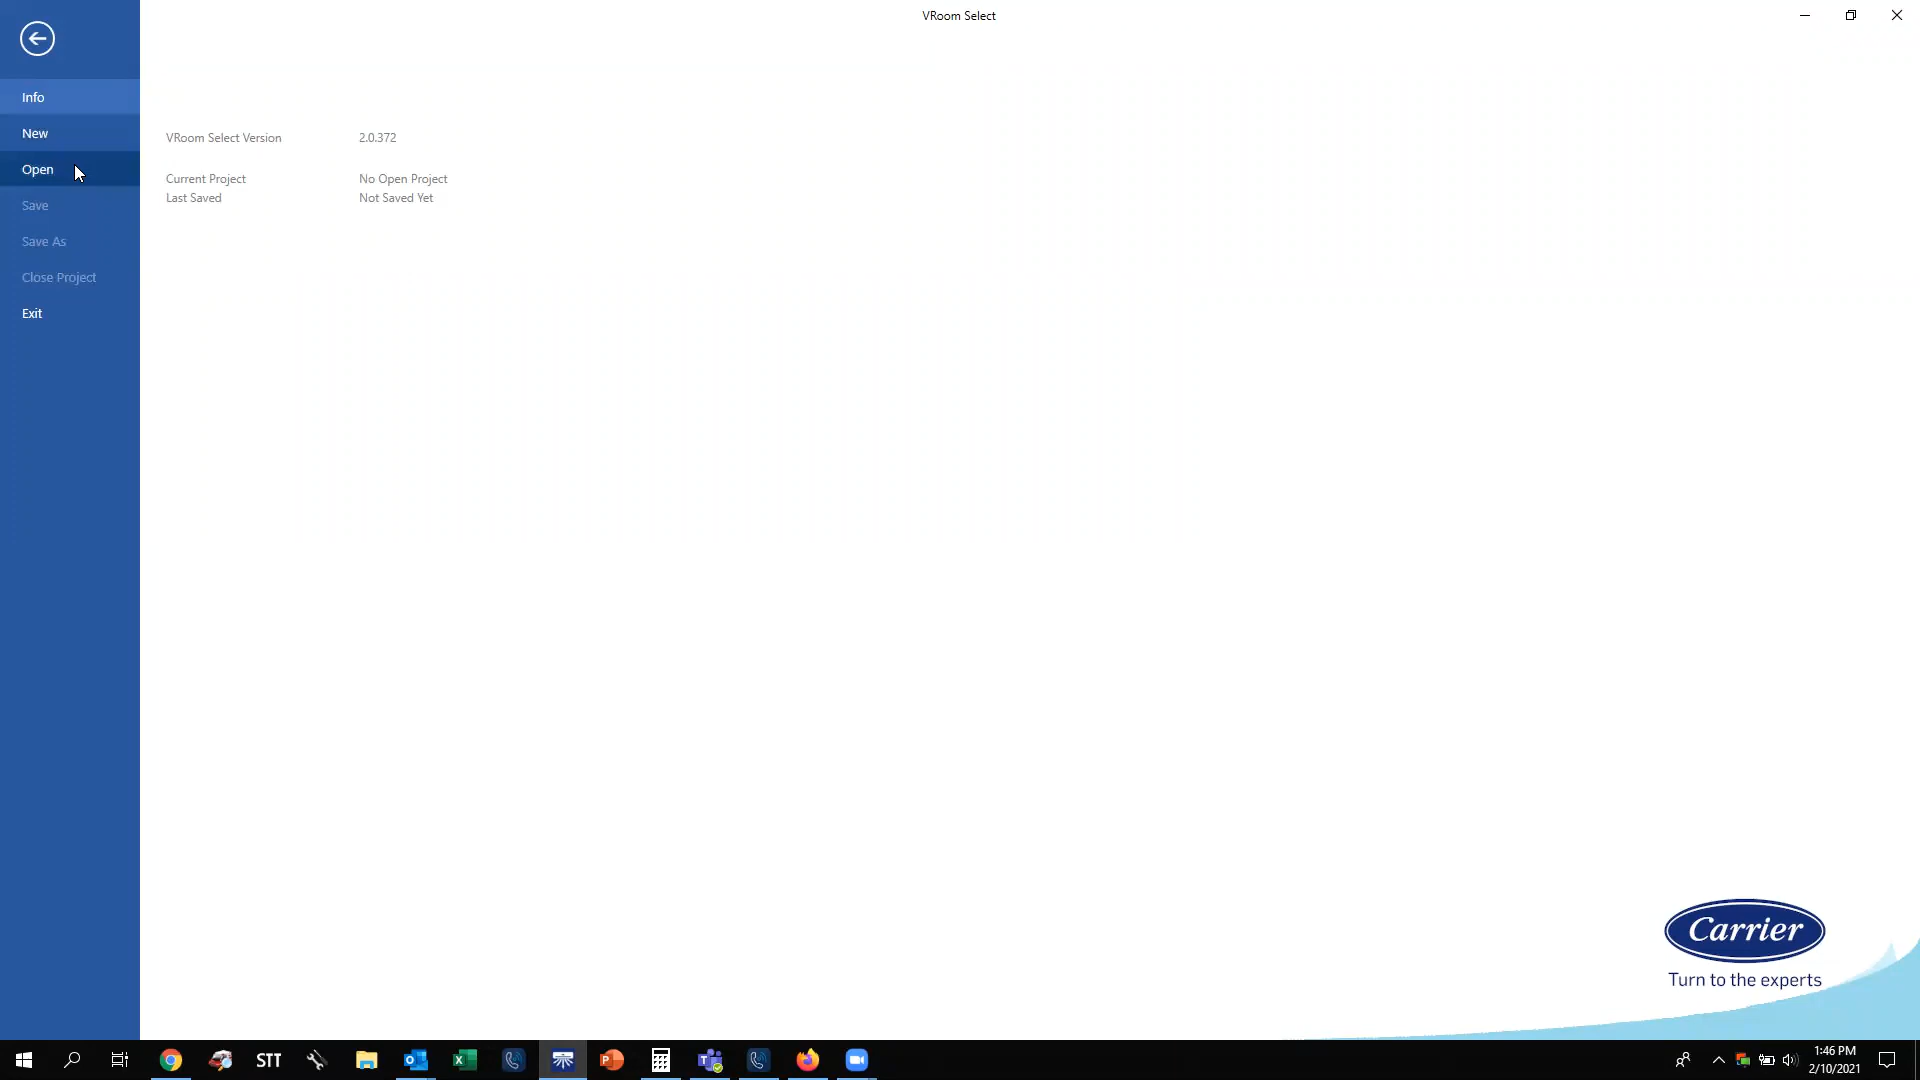 VRoom Select
Info
New
Open
Save
Save As
Close Project
Exit
VRoom Select Version 2.0.372
Current Project No Open Project
Last Saved Not Saved Yet
Carrier
Turn to the experts
STT
1:46 PM
2/10/2021